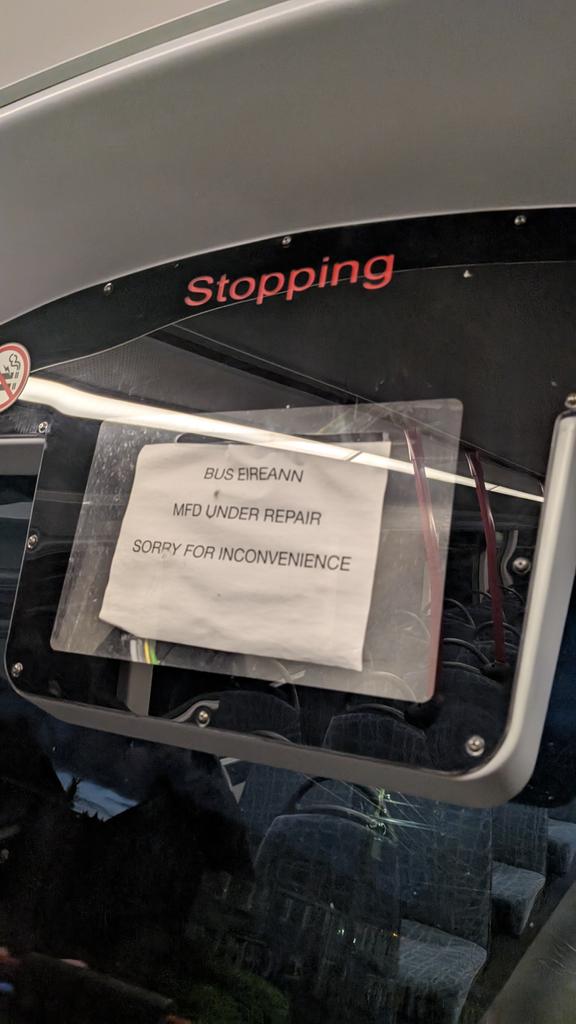 Stopping
BUS EIREANN
MFD UNDER REPAIR
SORRY FOR INCONVENIENCE